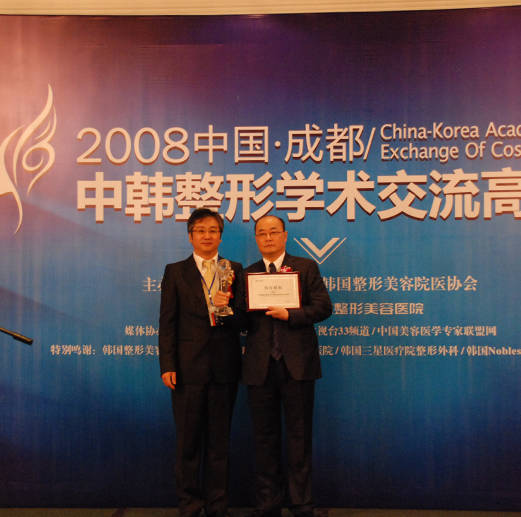 2008中国·成都/ China-Korea Acad
Exchange Of Cos
中韩整形学术交流高
主 韩国整形美容院医协会
整形美容医院
媒体协 视台33频道/中国美容医学专家联盟网
特别鸣谢：韩国整形美 医院/韩国三星医疗院整形外科/韩国Nobles